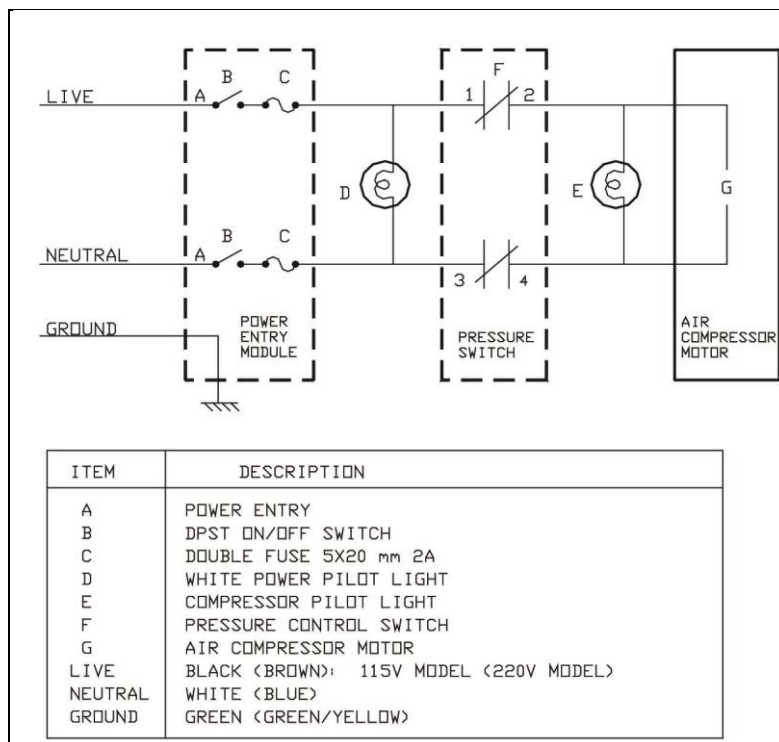 B C F
LIVE A 1 2
D E G
B C
NEUTRAL A 3 4
GROUND
POWER
ENTRY
MODULE
PRESSURE
SWITCH
AIR
COMPRESSOR
MOTOR
ITEM DESCRIPTION
A POWER ENTRY
B DPST ON/OFF SWITCH
C DOUBLE FUSE 5X20 mm 2A
D WHITE POWER PILOT LIGHT
E COMPRESSOR PILOT LIGHT
F PRESSURE CONTROL SWITCH
G AIR COMPRESSOR MOTOR
LIVE BLACK (BROWN): 115V MODEL (220V MODEL)
NEUTRAL WHITE (BLUE)
GROUND GREEN (GREEN/YELLOW)